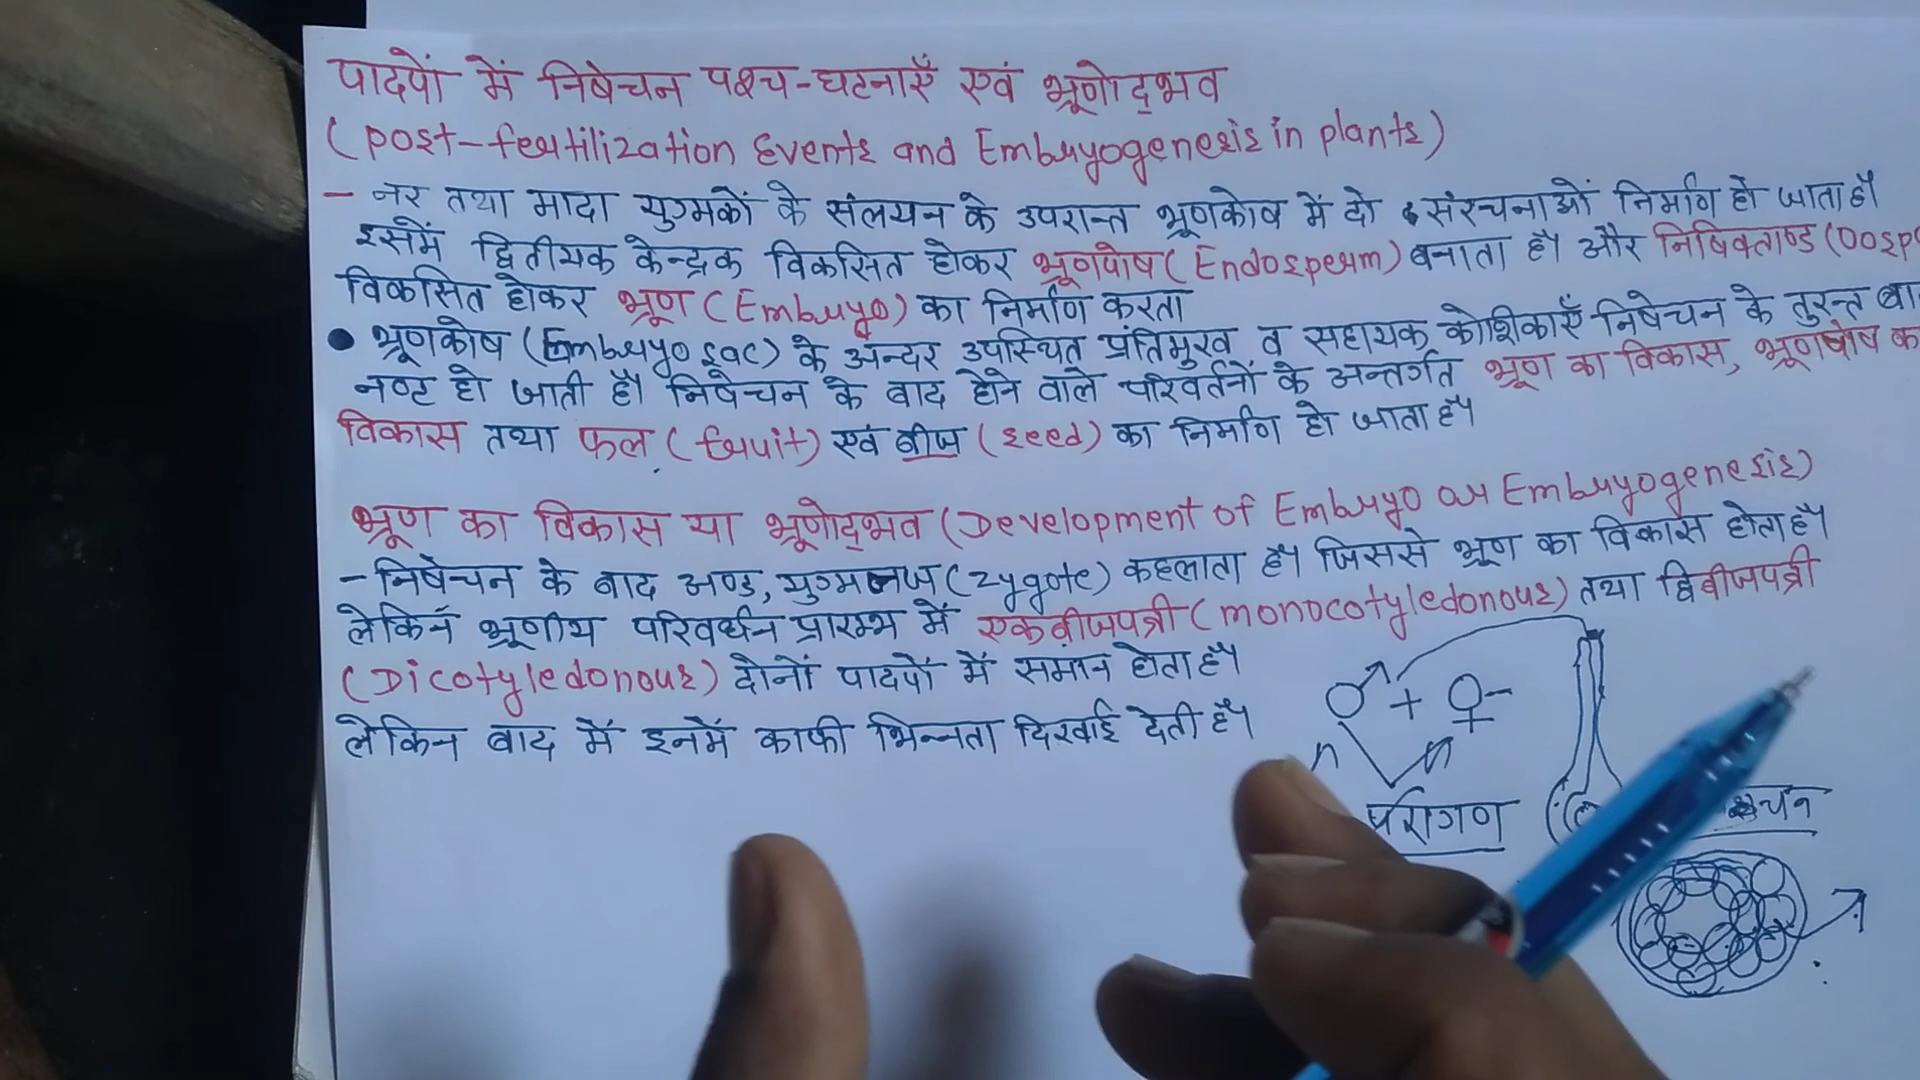 पादपों में निषेचन पश्च-घटनाएँ एवं भ्रूणोद्भव
(post-fertilization Events and Embryogenesis in plants)
- नर तथा मादा युग्मकों के संलयन के उपरान्त भ्रूणकोष में दो संरचनाओं निर्माण हो जाता है।
इसमें द्वितीयक केन्द्रक विकसित होकर भ्रूणपोष (Endosperm) बनाता है। और निषिक्ताण्ड (Oosp
विकसित होकर भ्रूण (Embryo) का निर्माण करता
• भ्रूणकोष (Embryo sac) के अन्दर उपस्थित प्रतिमुख व सहायक कोशिकाएँ निषेचन के तुरन्त बा
नष्ट हो जाती है। निषेचन के बाद होने वाले परिवर्तनों के अन्तर्गत भ्रूण का विकास, भ्रूणपोष का
विकास तथा फल (fruit) एवं बीज (seed) का निर्माण हो जाता है।
भ्रूण का विकास या भ्रूणोद्भव (Development of Embryo or Embryogenesis)
- निषेचन के बाद अण्ड, युग्मनज (zygote) कहलाता है। जिससे भ्रूण का विकास होता है।
लेकिन भ्रूणीय परिवर्धन प्रारम्भ में एकबीजपत्री (monocotyledonous) तथा द्विबीजपत्री
(Dicotyledonous) दोनों पादपों में समान होता है।
लेकिन बाद में इनमें काफी भिन्नता दिखाई देती है।
♂ + ♀
n n
परागण